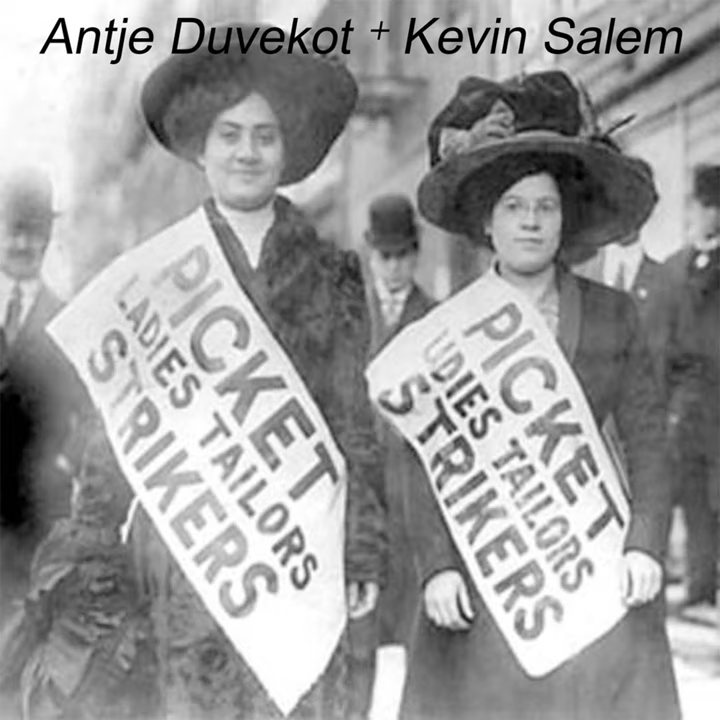 Antje Duvekot + Kevin Salem
PICKET
LADIES TAILORS
STRIKERS
PICKET
LADIES TAILORS
STRIKERS